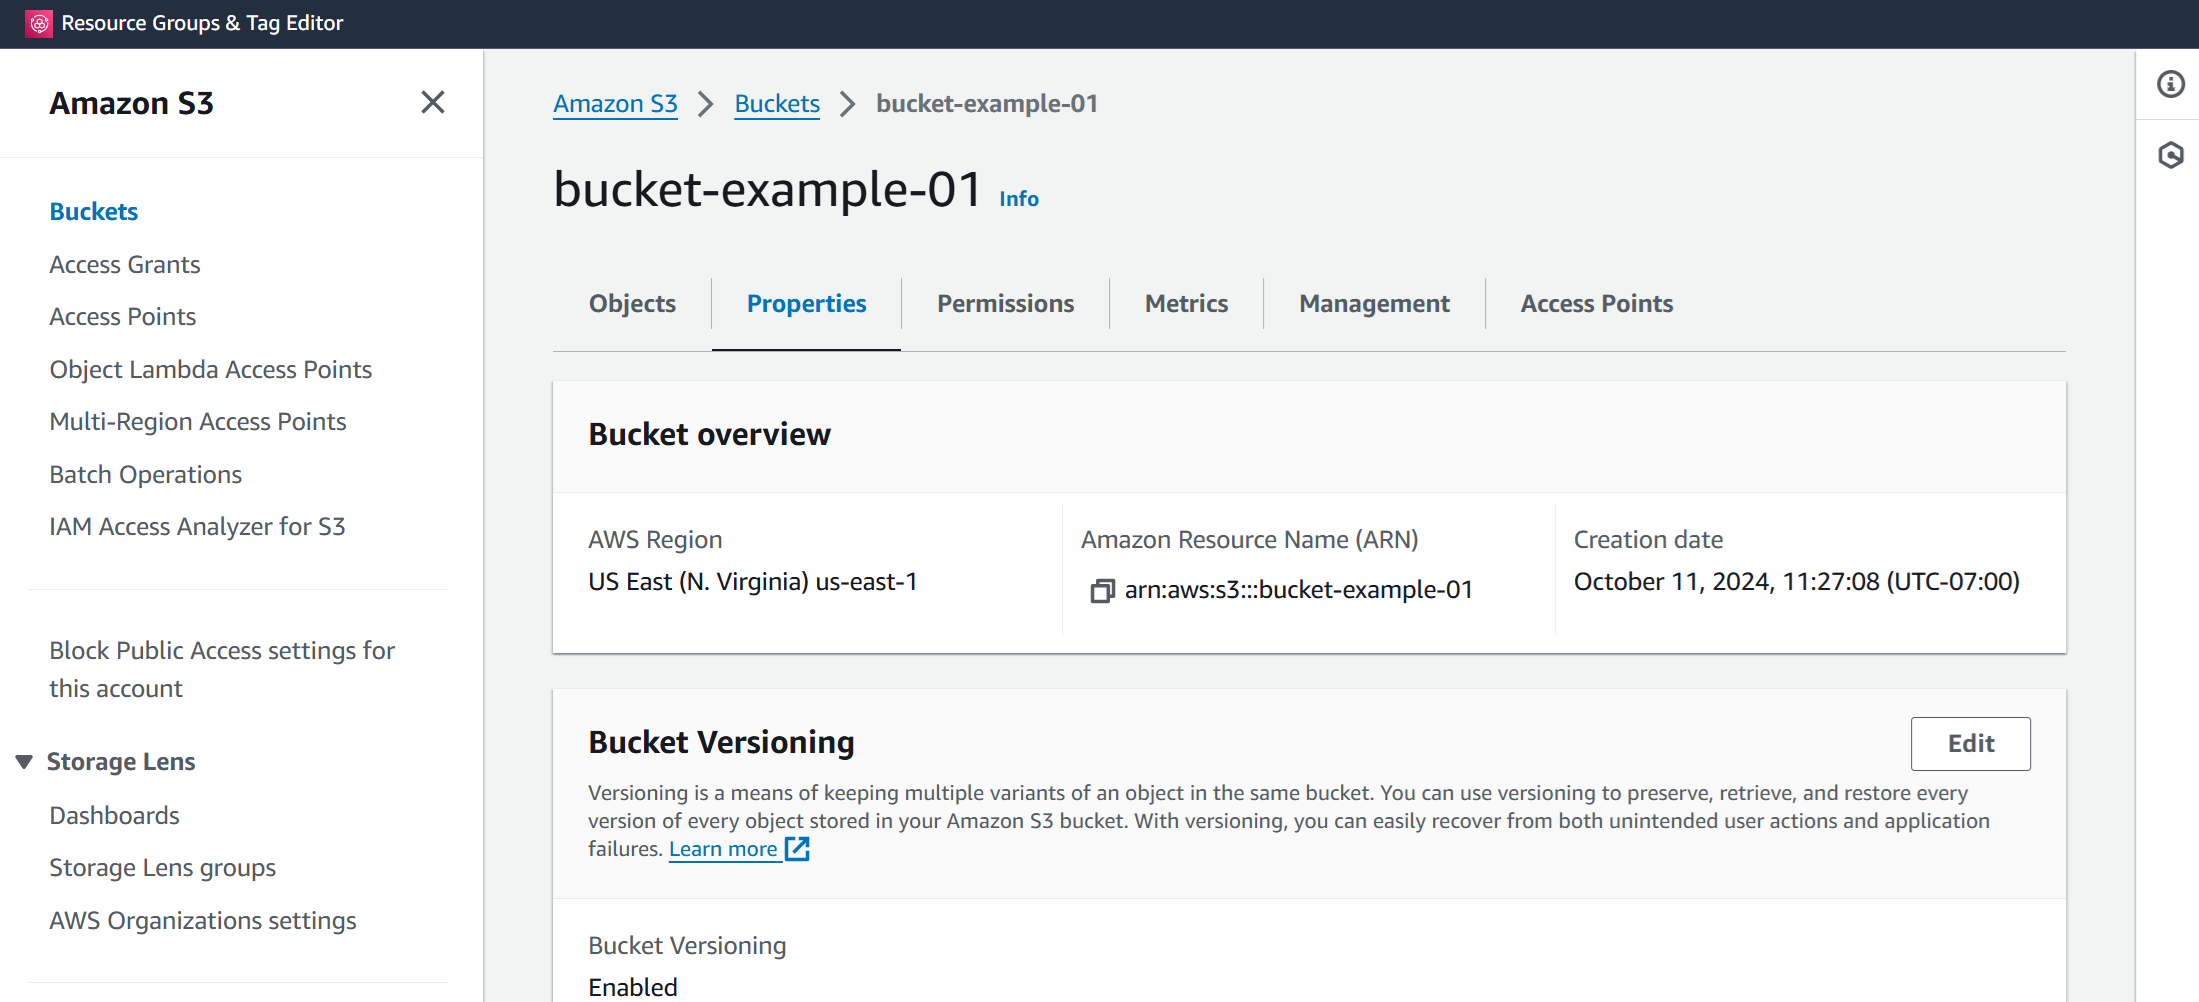 Resource Groups & Tag Editor
Amazon S3
Buckets
Access Grants
Access Points
Object Lambda Access Points
Multi-Region Access Points
Batch Operations
IAM Access Analyzer for S3
Block Public Access settings for
this account
Storage Lens
Dashboards
Storage Lens groups
AWS Organizations settings
Amazon S3 > Buckets > bucket-example-01
bucket-example-01 Info
Objects Properties Permissions Metrics Management Access Points
Bucket overview
AWS Region
US East (N. Virginia) us-east-1
Amazon Resource Name (ARN)
arn:aws:s3:::bucket-example-01
Creation date
October 11, 2024, 11:27:08 (UTC-07:00)
Bucket Versioning
Edit
Versioning is a means of keeping multiple variants of an object in the same bucket. You can use versioning to preserve, retrieve, and restore every
version of every object stored in your Amazon S3 bucket. With versioning, you can easily recover from both unintended user actions and application
failures. Learn more
Bucket Versioning
Enabled